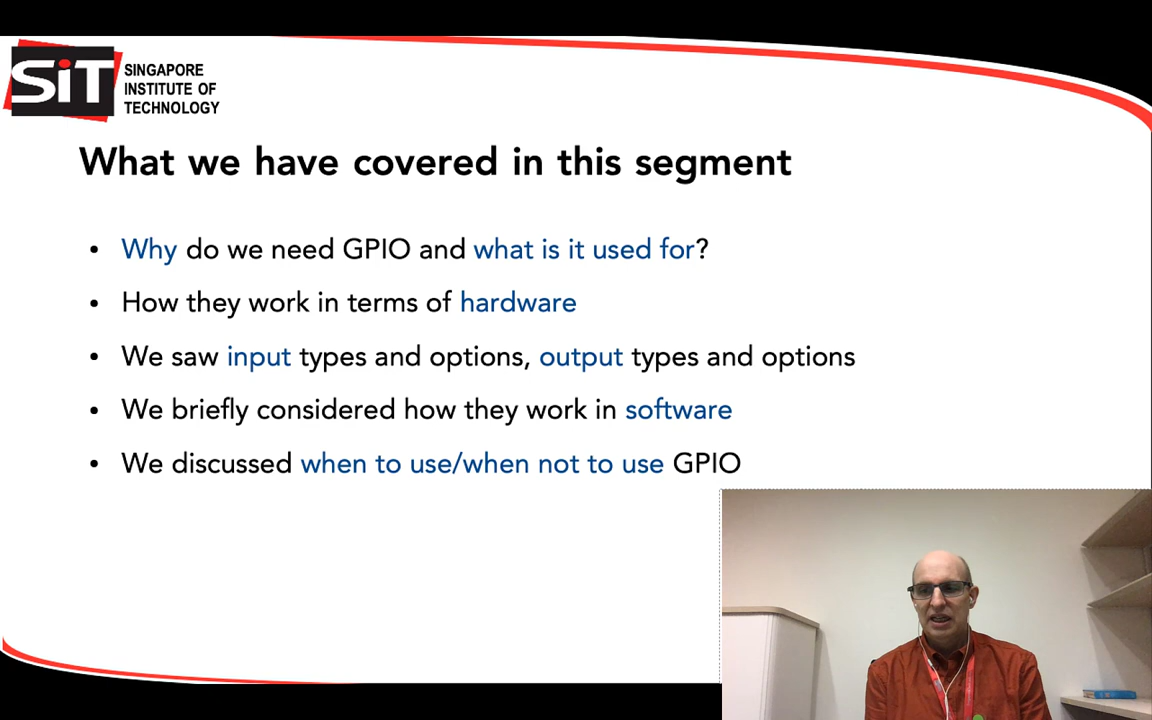 SiT
SINGAPORE
INSTITUTE OF
TECHNOLOGY
What we have covered in this segment
• Why do we need GPIO and what is it used for?
• How they work in terms of hardware
• We saw input types and options, output types and options
• We briefly considered how they work in software
• We discussed when to use/when not to use GPIO